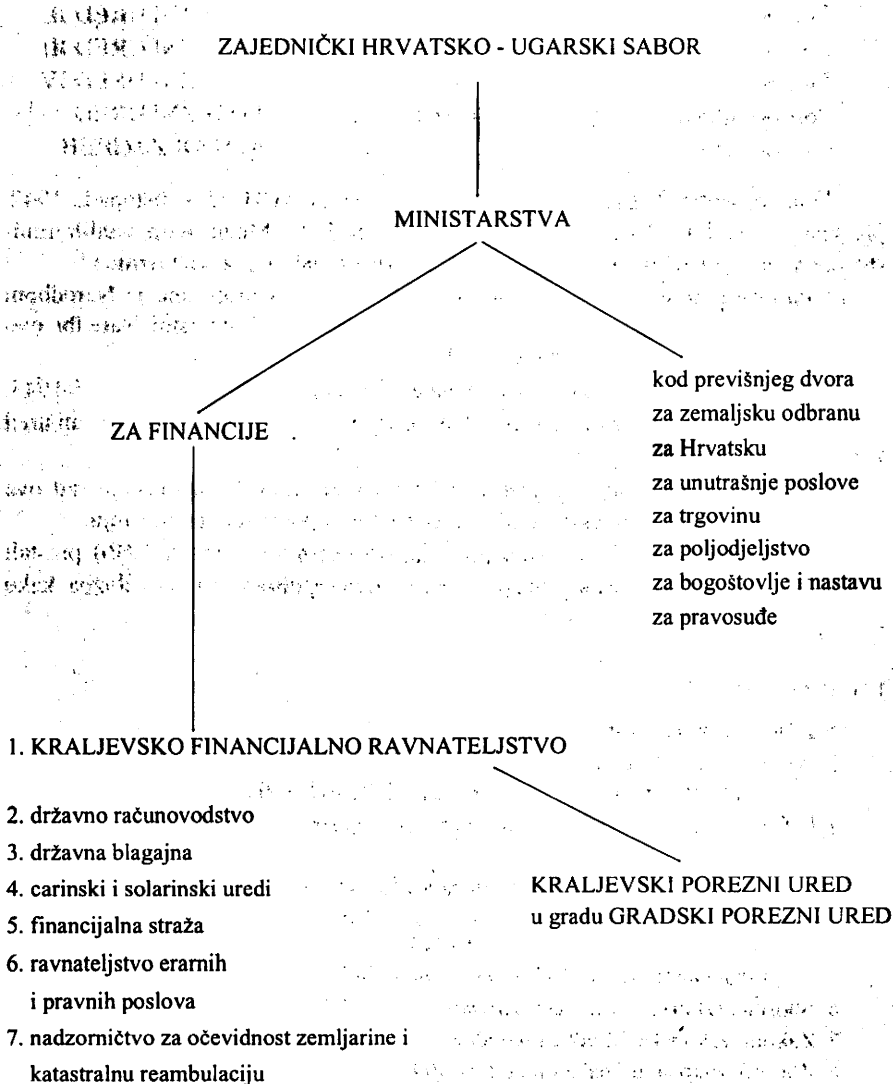 ZAJEDNIČKI HRVATSKO - UGARSKI SABOR
MINISTARSTVA
ZA FINANCIJE
kod previšnjeg dvora
za zemaljsku odbranu
za Hrvatsku
za unutrašnje poslove
za trgovinu
za poljodjeljstvo
za bogoštovlje i nastavu
za pravosuđe
1. KRALJEVSKO FINANCIJALNO RAVNATELJSTVO
2. državno računovodstvo
3. državna blagajna
4. carinski i solarinski uredi
5. financijalna straža
6. ravnateljstvo erarnih
i pravnih poslova
7. nadzorničtvo za očevidnost zemljarine i
katastralnu reambulaciju
KRALJEVSKI POREZNI URED
u gradu GRADSKI POREZNI URED